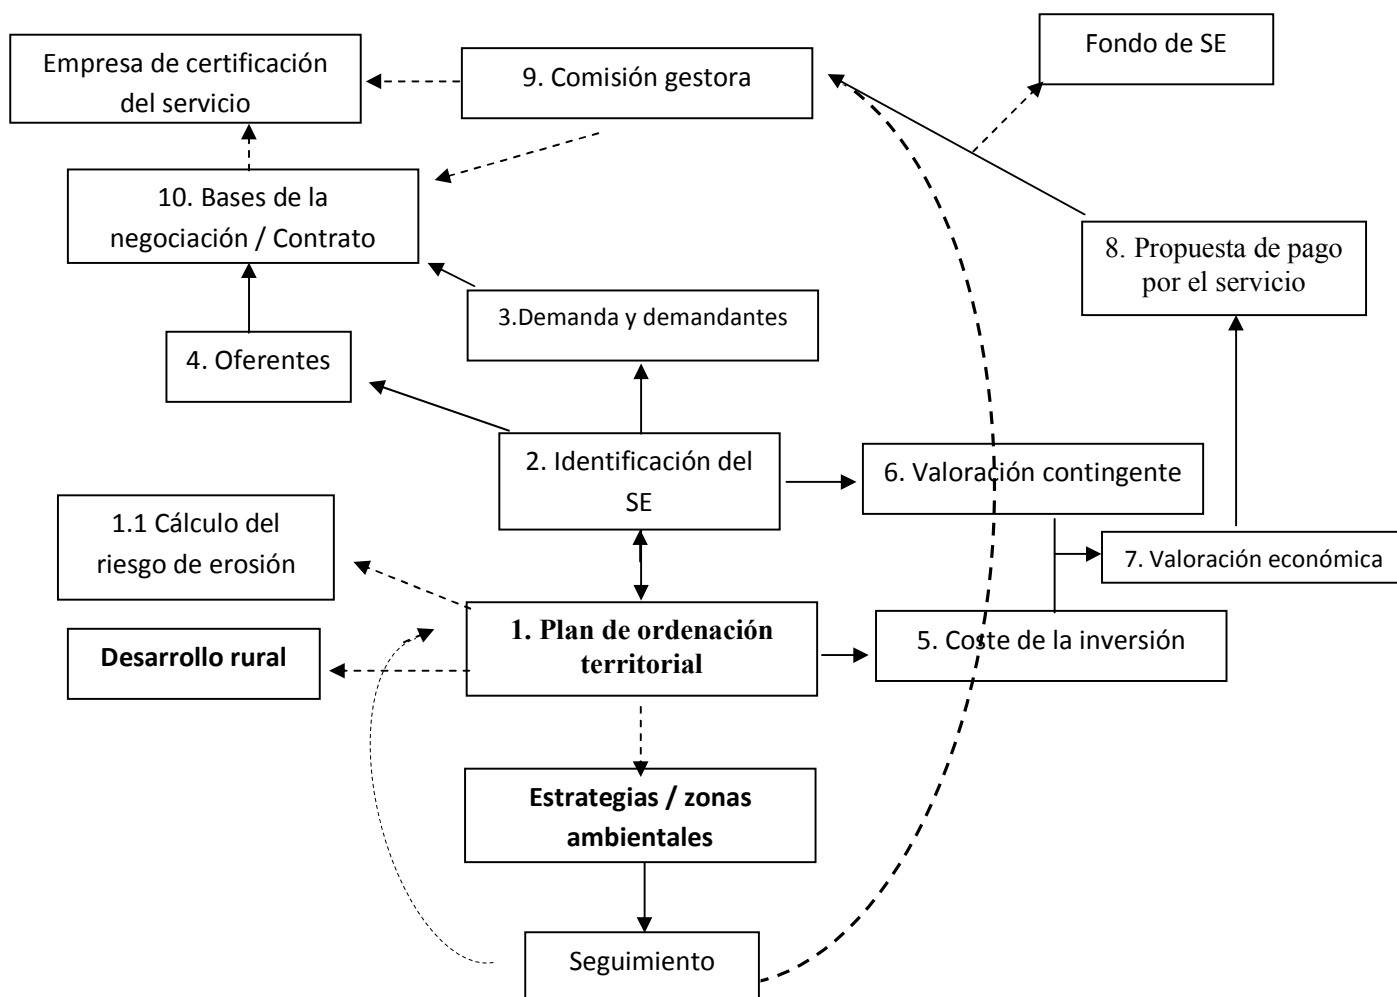 Fondo de SE
Empresa de certificación
del servicio
9. Comisión gestora
10. Bases de la
negociación / Contrato
8. Propuesta de pago
por el servicio
3.Demanda y demandantes
4. Oferentes
2. Identificación del
SE
6. Valoración contingente
1.1 Cálculo del
riesgo de erosión
7. Valoración económica
1. Plan de ordenación
territorial
5. Coste de la inversión
Desarrollo rural
Estrategias / zonas
ambientales
Seguimiento